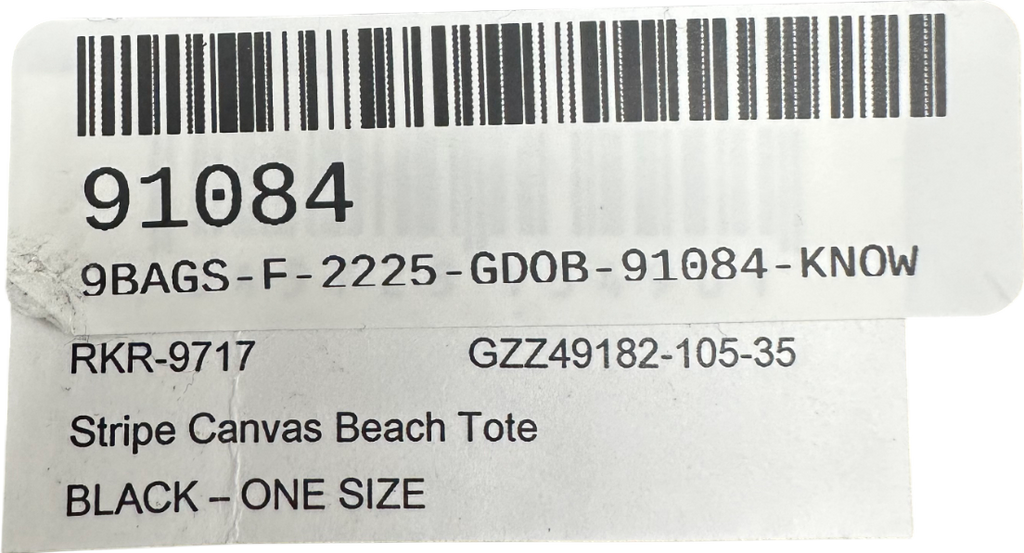 91084
9BAGS-F-2225-GDOB-91084-KNOW
RKR-9717 GZZ49182-105-35
Stripe Canvas Beach Tote
BLACK – ONE SIZE